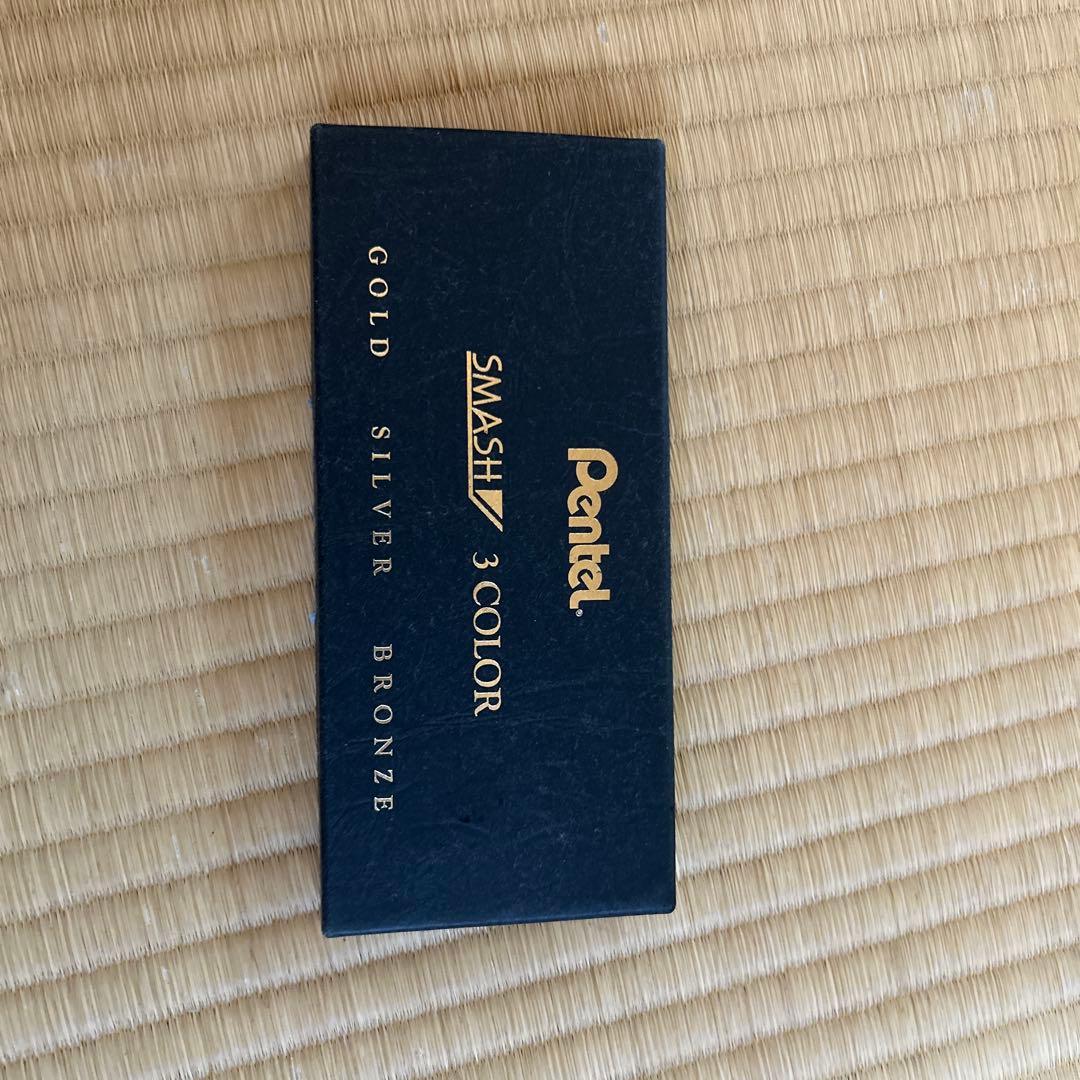 Pentel®
SMASH 3 COLOR
GOLD SILVER BRONZE